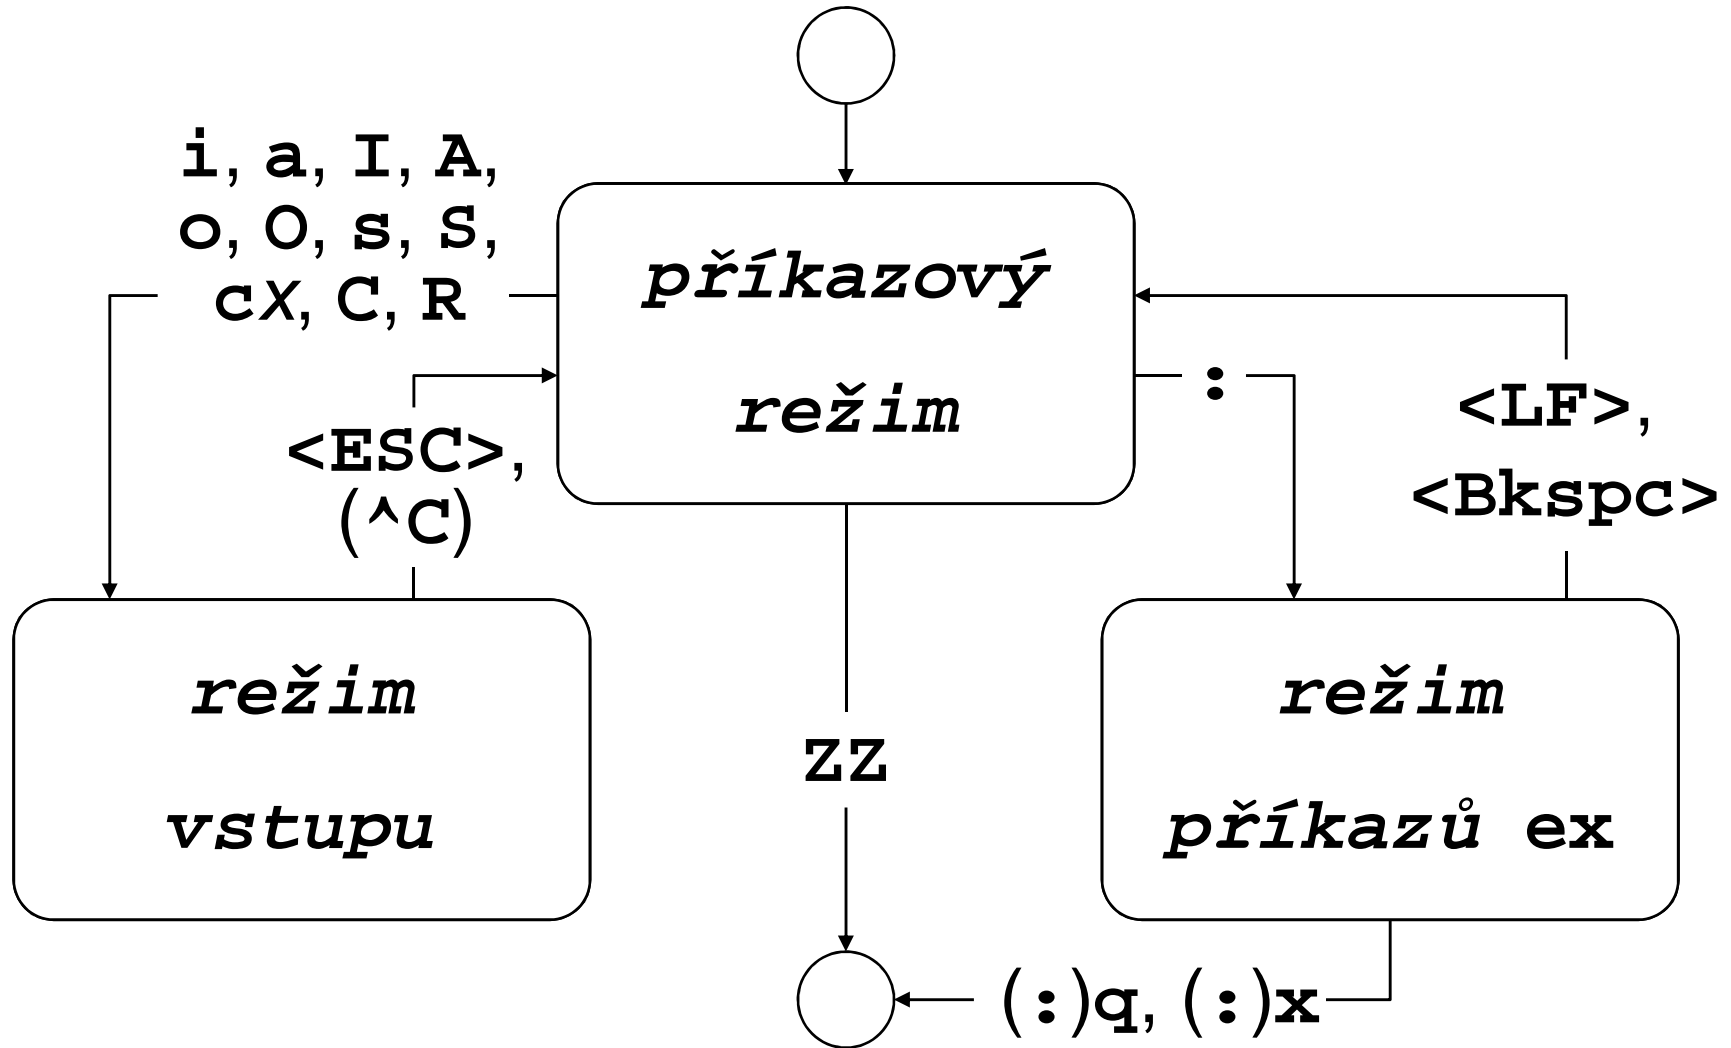 i, a, I, A,
o, O, s, S,
cX, C, R
příkazový
režim
:
<LF>,
<Bkspc>
<ESC>,
(^C)
režim
vstupu
ZZ
režim
příkazů ex
(:)q, (:)x